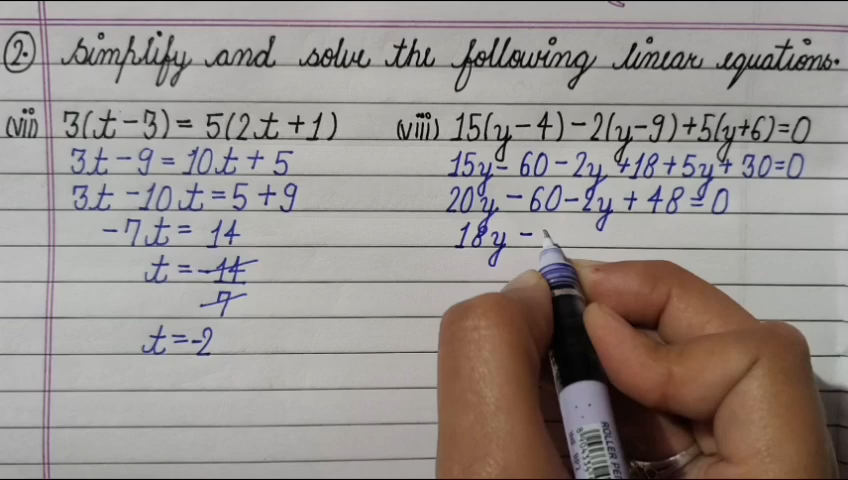 2. Simplify and solve the following linear equations.
(vii) 3(t-3) = 5(2t+1)
3t - 9 = 10t + 5
3t - 10t = 5 + 9
-7t = 14
t = -14
7
t = -2
(viii) 15(y-4) - 2(y-9) + 5(y+6) = 0
15y - 60 - 2y + 18 + 5y + 30 = 0
20y - 60 - 2y + 48 = 0
18y -
ROLLER PEN